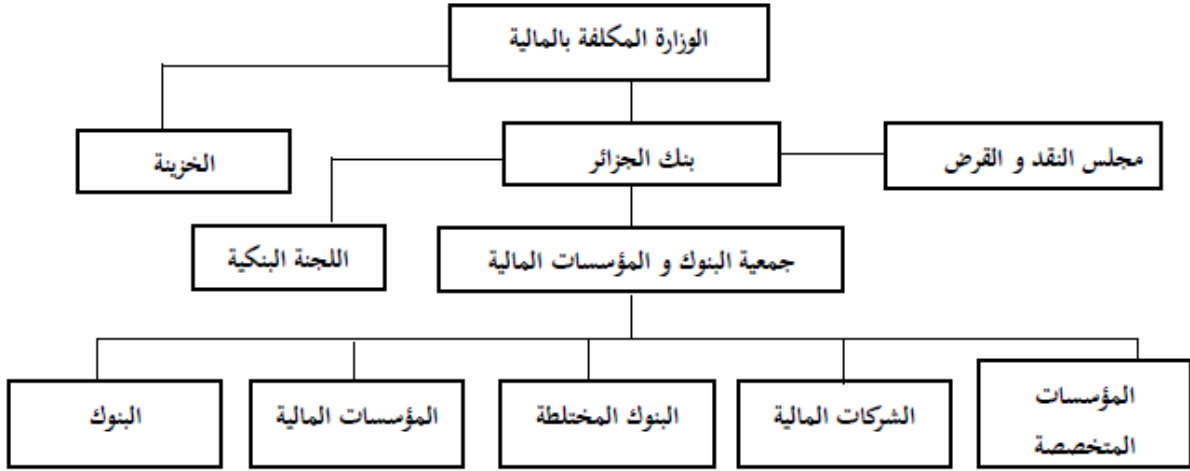 الوزارة المكلفة بالمالية
مجلس النقد و القرض
بنك الجزائر
الخزينة
جمعية البنوك و المؤسسات المالية
اللجنة البنكية
المؤسسات
المتخصصة
الشركات المالية
البنوك المختلطة
المؤسسات المالية
البنوك